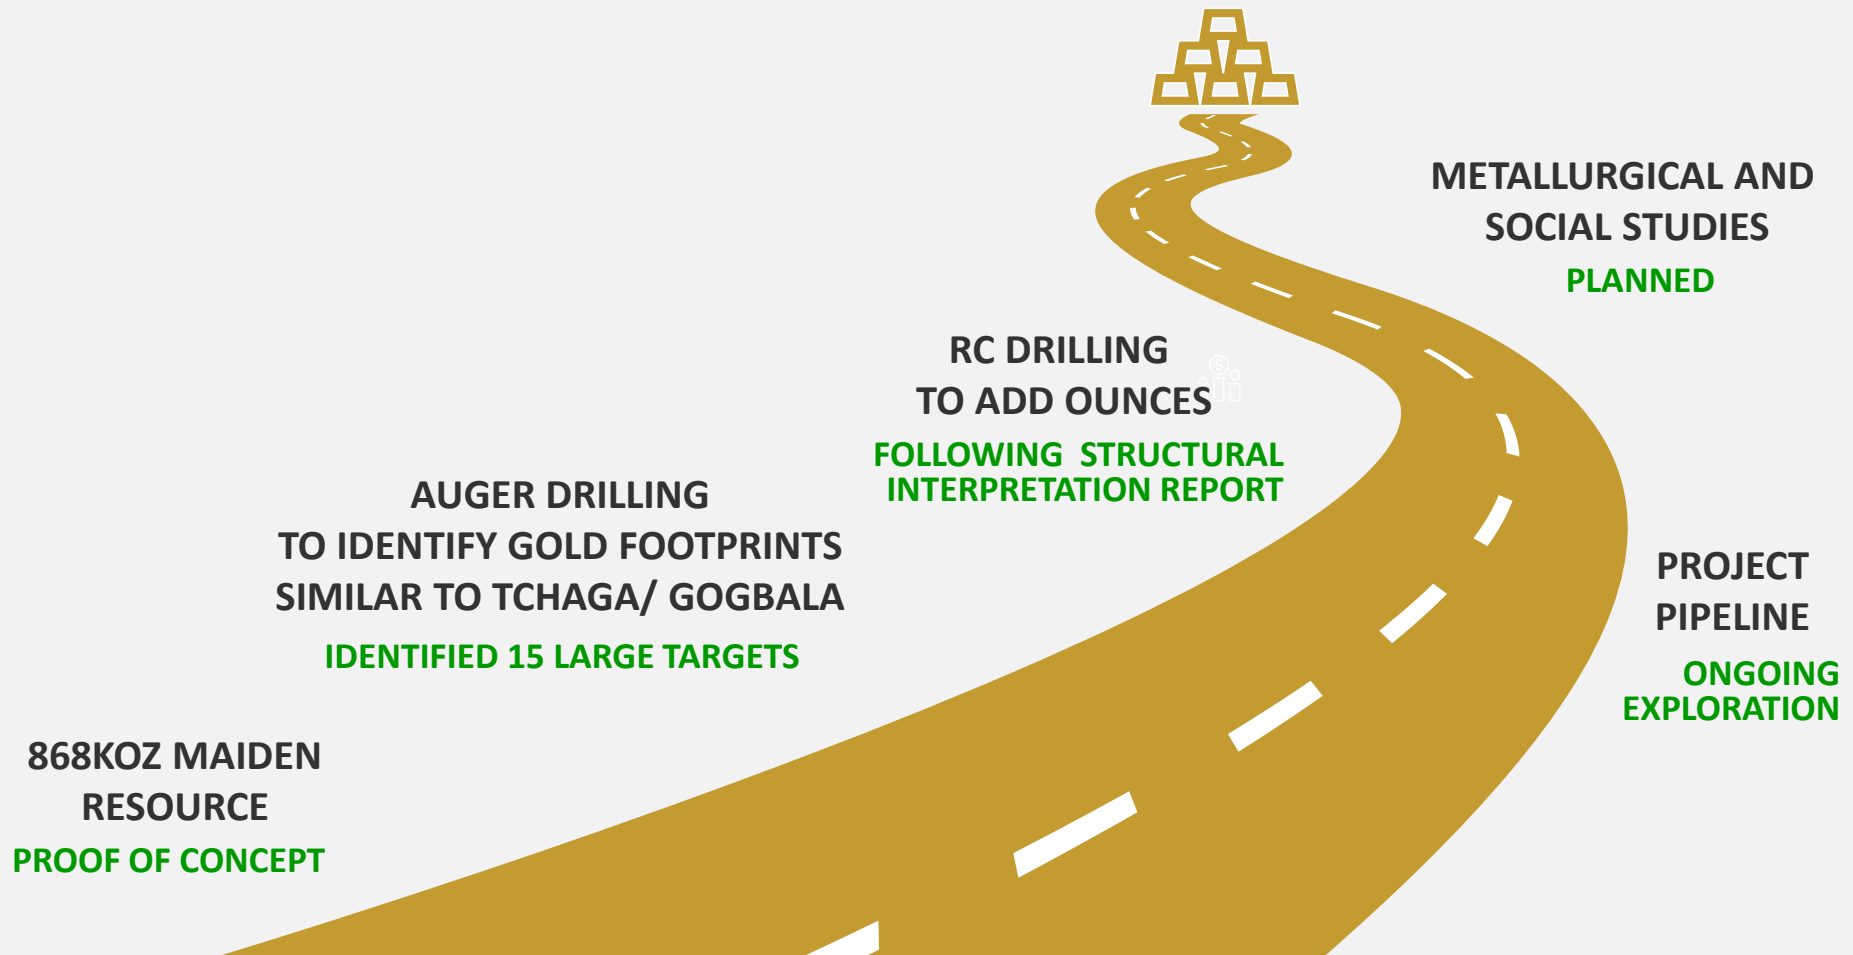 METALLURGICAL AND
SOCIAL STUDIES
PLANNED
RC DRILLING
TO ADD OUNCES
FOLLOWING STRUCTURAL
INTERPRETATION REPORT
AUGER DRILLING
TO IDENTIFY GOLD FOOTPRINTS
SIMILAR TO TCHAGA/ GOGBALA
IDENTIFIED 15 LARGE TARGETS
PROJECT
PIPELINE
ONGOING
EXPLORATION
868KOZ MAIDEN
RESOURCE
PROOF OF CONCEPT